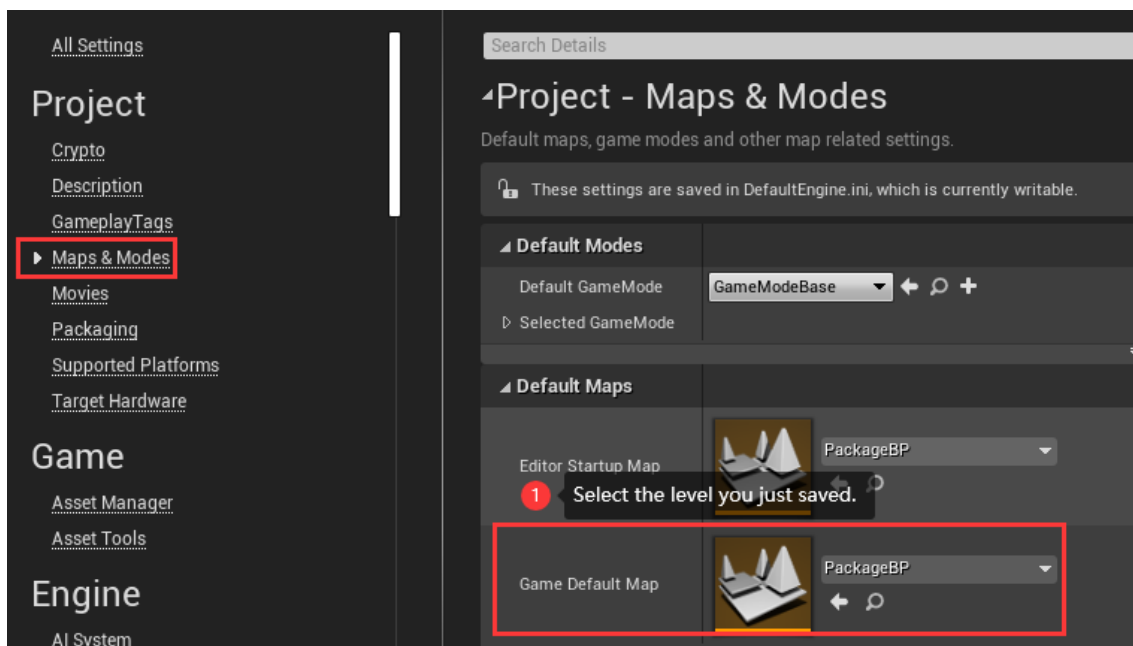 All Settings
Project
Crypto
Description
GameplayTags
Maps & Modes
Movies
Packaging
Supported Platforms
Target Hardware
Game
Asset Manager
Asset Tools
Engine
AI System
Search Details
Project - Maps & Modes
Default maps, game modes and other map related settings.
These settings are saved in DefaultEngine.ini, which is currently writable.
Default Modes
Default GameMode
GameModeBase
Selected GameMode
Default Maps
Editor Startup Map
PackageBP
1 Select the level you just saved.
Game Default Map
PackageBP